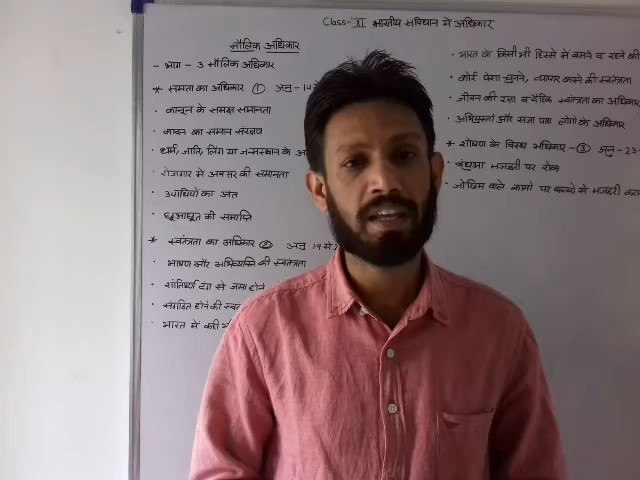 Class-XI भारतीय संविधान में अधिकार
मौलिक अधिकार
- भाग - 3 मौलिक अधिकार
* समता का अधिकार ① अनु - 14
· कानून के समक्ष समानता
· कानून का समान संरक्षण
· धर्म, जाति, लिंग या जन्मस्थान के
· रोजगार में अवसर की समानता
· उपाधियों का अंत
· छूआछूत की समाप्ति
* स्वतंत्रता का अधिकार ② अनु 19 से
· भाषण और अभिव्यक्ति की स्वतंत्रता
· शांतिपूर्ण ढंग से जमा होने
· संगठित होने की
· भारत में कहीं
· भारत के किसी भी हिस्से में बसने व रहने की
· कोई पेशा चुनने, व्यापार करने की स्वतंत्रता
· जीवन की रक्षा व दैहिक स्वतंत्रता का अधिकार
· अभियुक्तों और सजा पाए लोगों के अधिकार
* शोषण के विरुद्ध अधिकार - ③ अनु - 23-
· बंधुआ मजदूरी पर रोक
· जोखिम वाले कामों पर बच्चों से मजदूरी